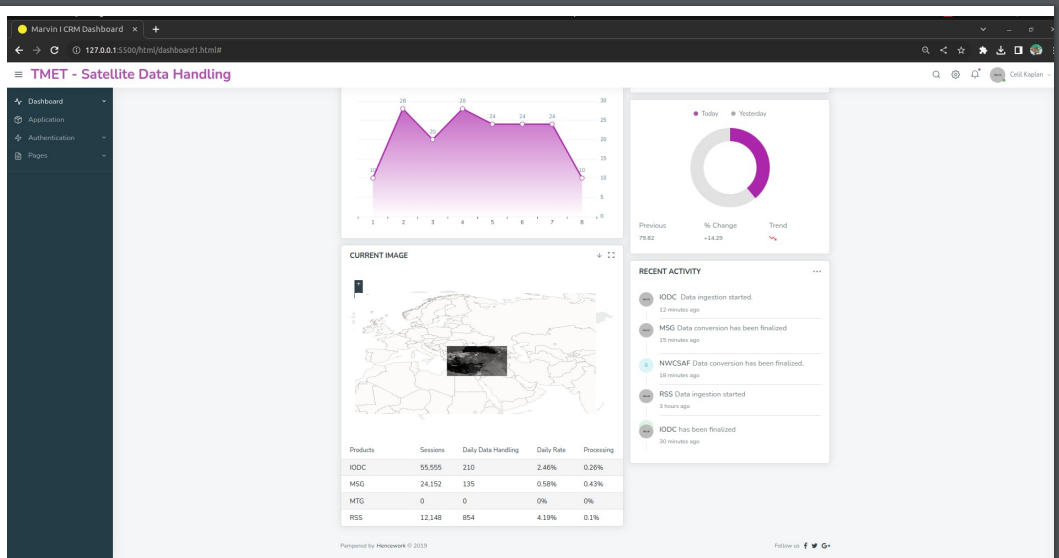 Marvin I CRM Dashboard
127.0.0.1:5500/html/dashboard1.html#
TMET - Satellite Data Handling
Celil Kaplan
Dashboard
Application
Authentication
Pages
28 28
24 24 24
20
10 10
30
25
20
15
10
5
0
1 2 3 4 5 6 7 8
Today Yesterday
Previous % Change Trend
79.82 +14.29
CURRENT IMAGE
+
Products Sessions Daily Data Handling Daily Rate Processing
IODC 55,555 210 2.46% 0.26%
MSG 24,152 135 0.58% 0.43%
MTG 0 0 0% 0%
RSS 12,148 854 4.19% 0.1%
RECENT ACTIVITY
IODC Data ingestion started.
12 minutes ago
MSG Data conversion has been finalized
15 minutes ago
NWCSAF Data conversion has been finalized.
18 minutes ago
RSS Data ingestion started
3 hours ago
IODC has been finalized
30 minutes ago
Pampered by Hencework © 2019
Follow us